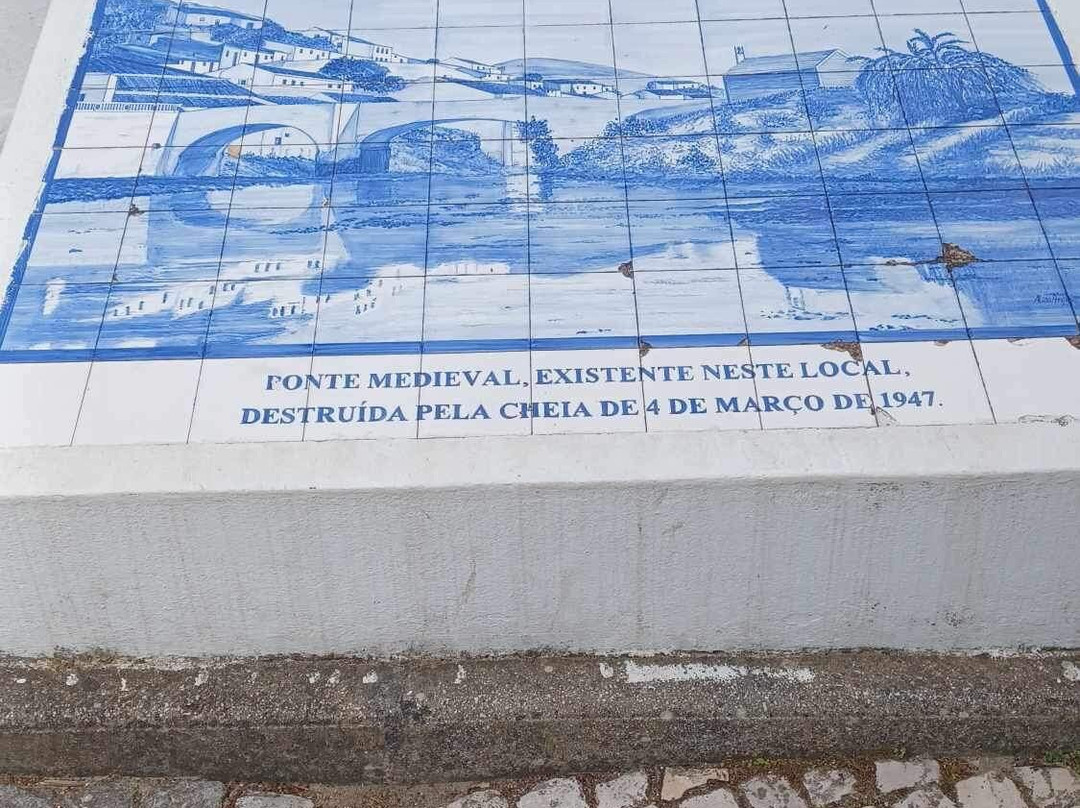 PONTE MEDIEVAL, EXISTENTE NESTE LOCAL,
DESTRUÍDA PELA CHEIA DE 4 DE MARÇO DE 1947.